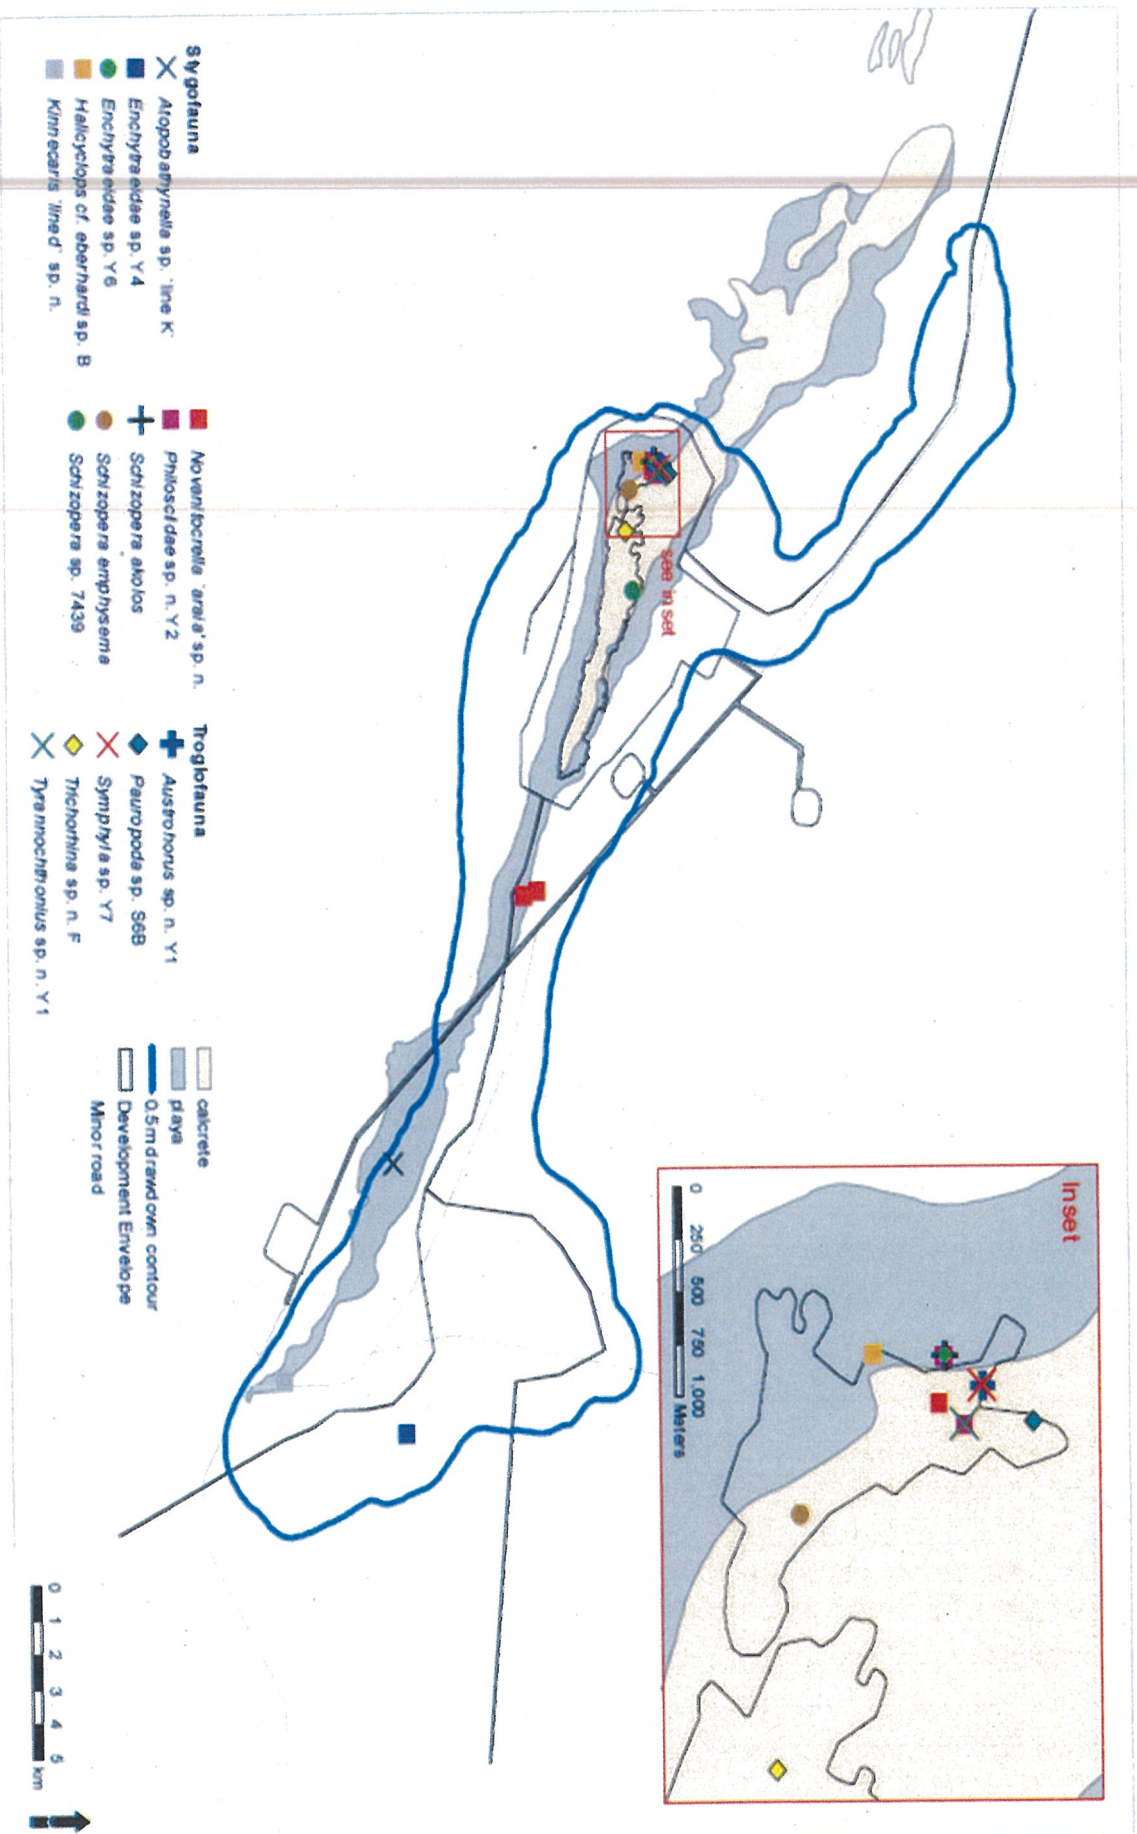 Inset
0 250 500 750 1,000
Meters
see inset
Stygofauna
Atopobathynella sp. `line K`
Enchytraeidae sp. Y4
Enchytraeidae sp. Y6
Halicyclops cf. eberhardi sp. B
Kinnecaris `lined` sp. n.
Novanitocrella `araia' sp. n.
Philoscidae sp. n. Y2
Schizopera akolos
Schizopera emphysema
Schizopera sp. 7439
Troglofauna
Austrohorus sp. n. Y1
Pauropoda sp. S6B
Symphyla sp. Y7
Trichorhina sp. n. F
Tyrannochthonius sp. n. Y1
calcrete
playa
0.5m drawdown contour
Development Envelope
Minor road
0 1 2 3 4 5
km